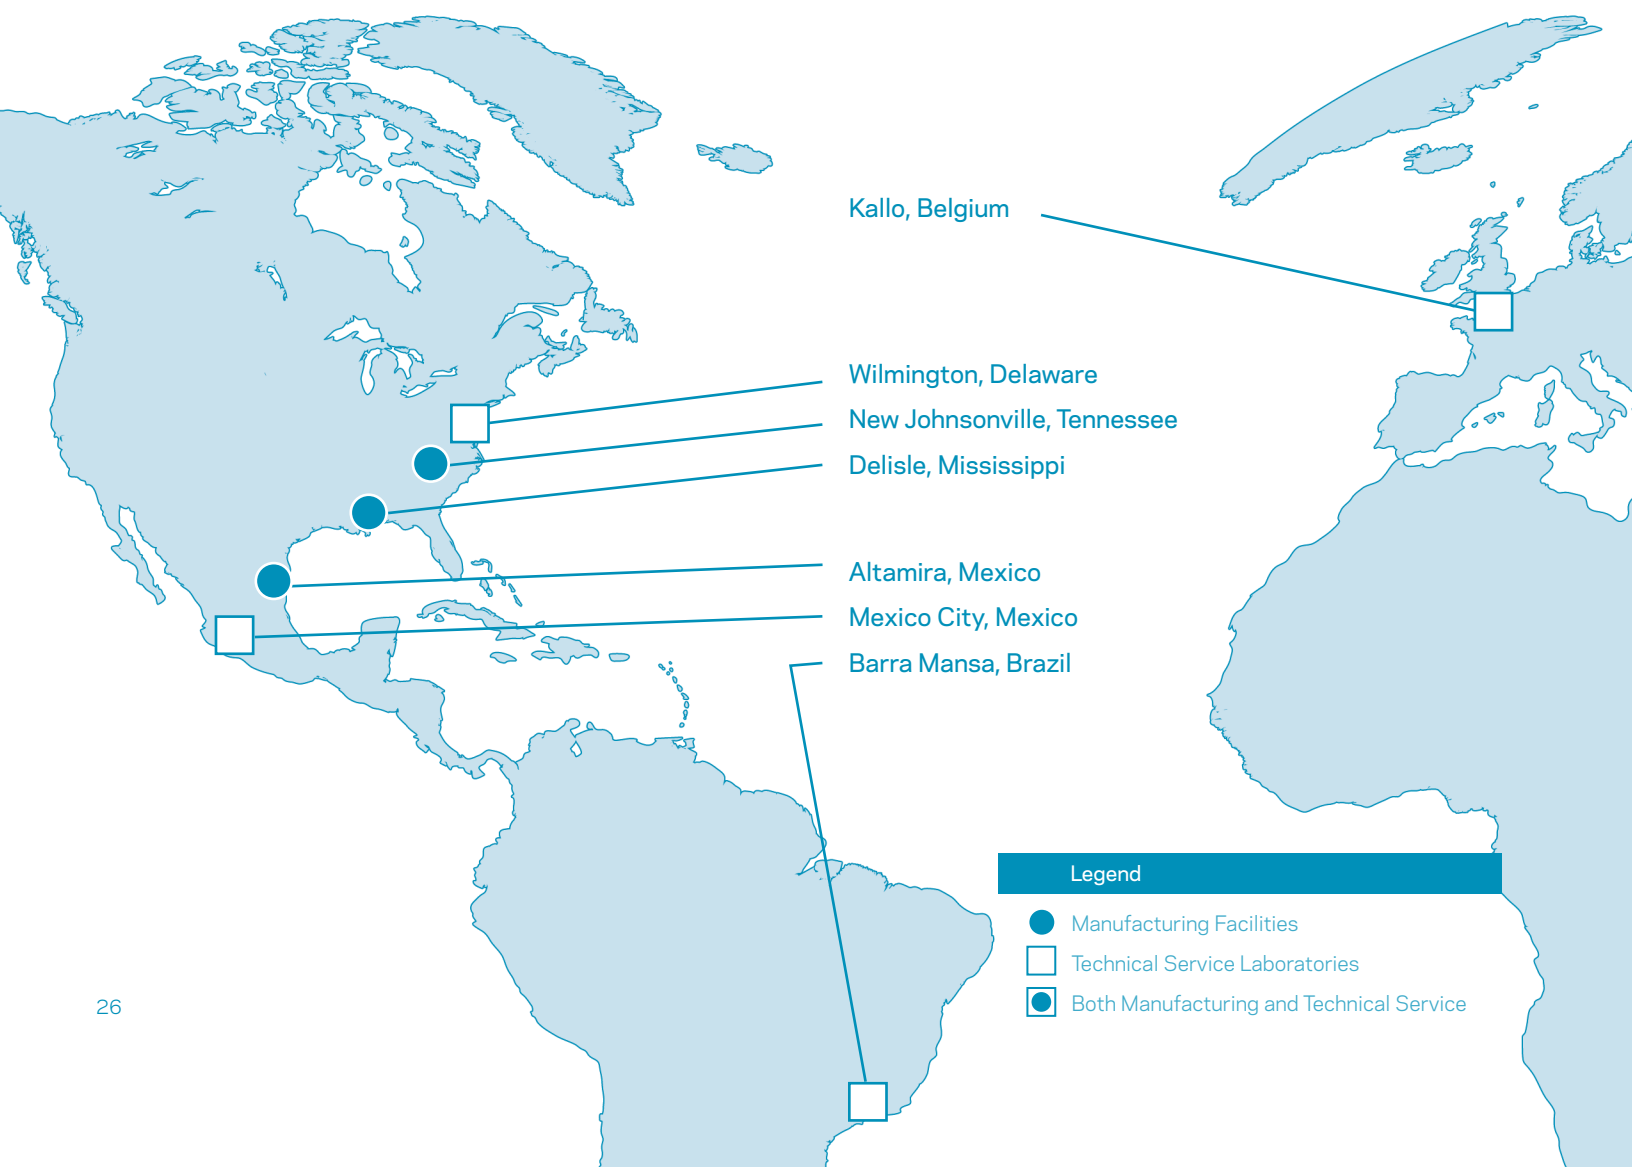 Kallo, Belgium
Wilmington, Delaware
New Johnsonville, Tennessee
Delisle, Mississippi
Altamira, Mexico
Mexico City, Mexico
Barra Mansa, Brazil
Legend
Manufacturing Facilities
Technical Service Laboratories
Both Manufacturing and Technical Service
26